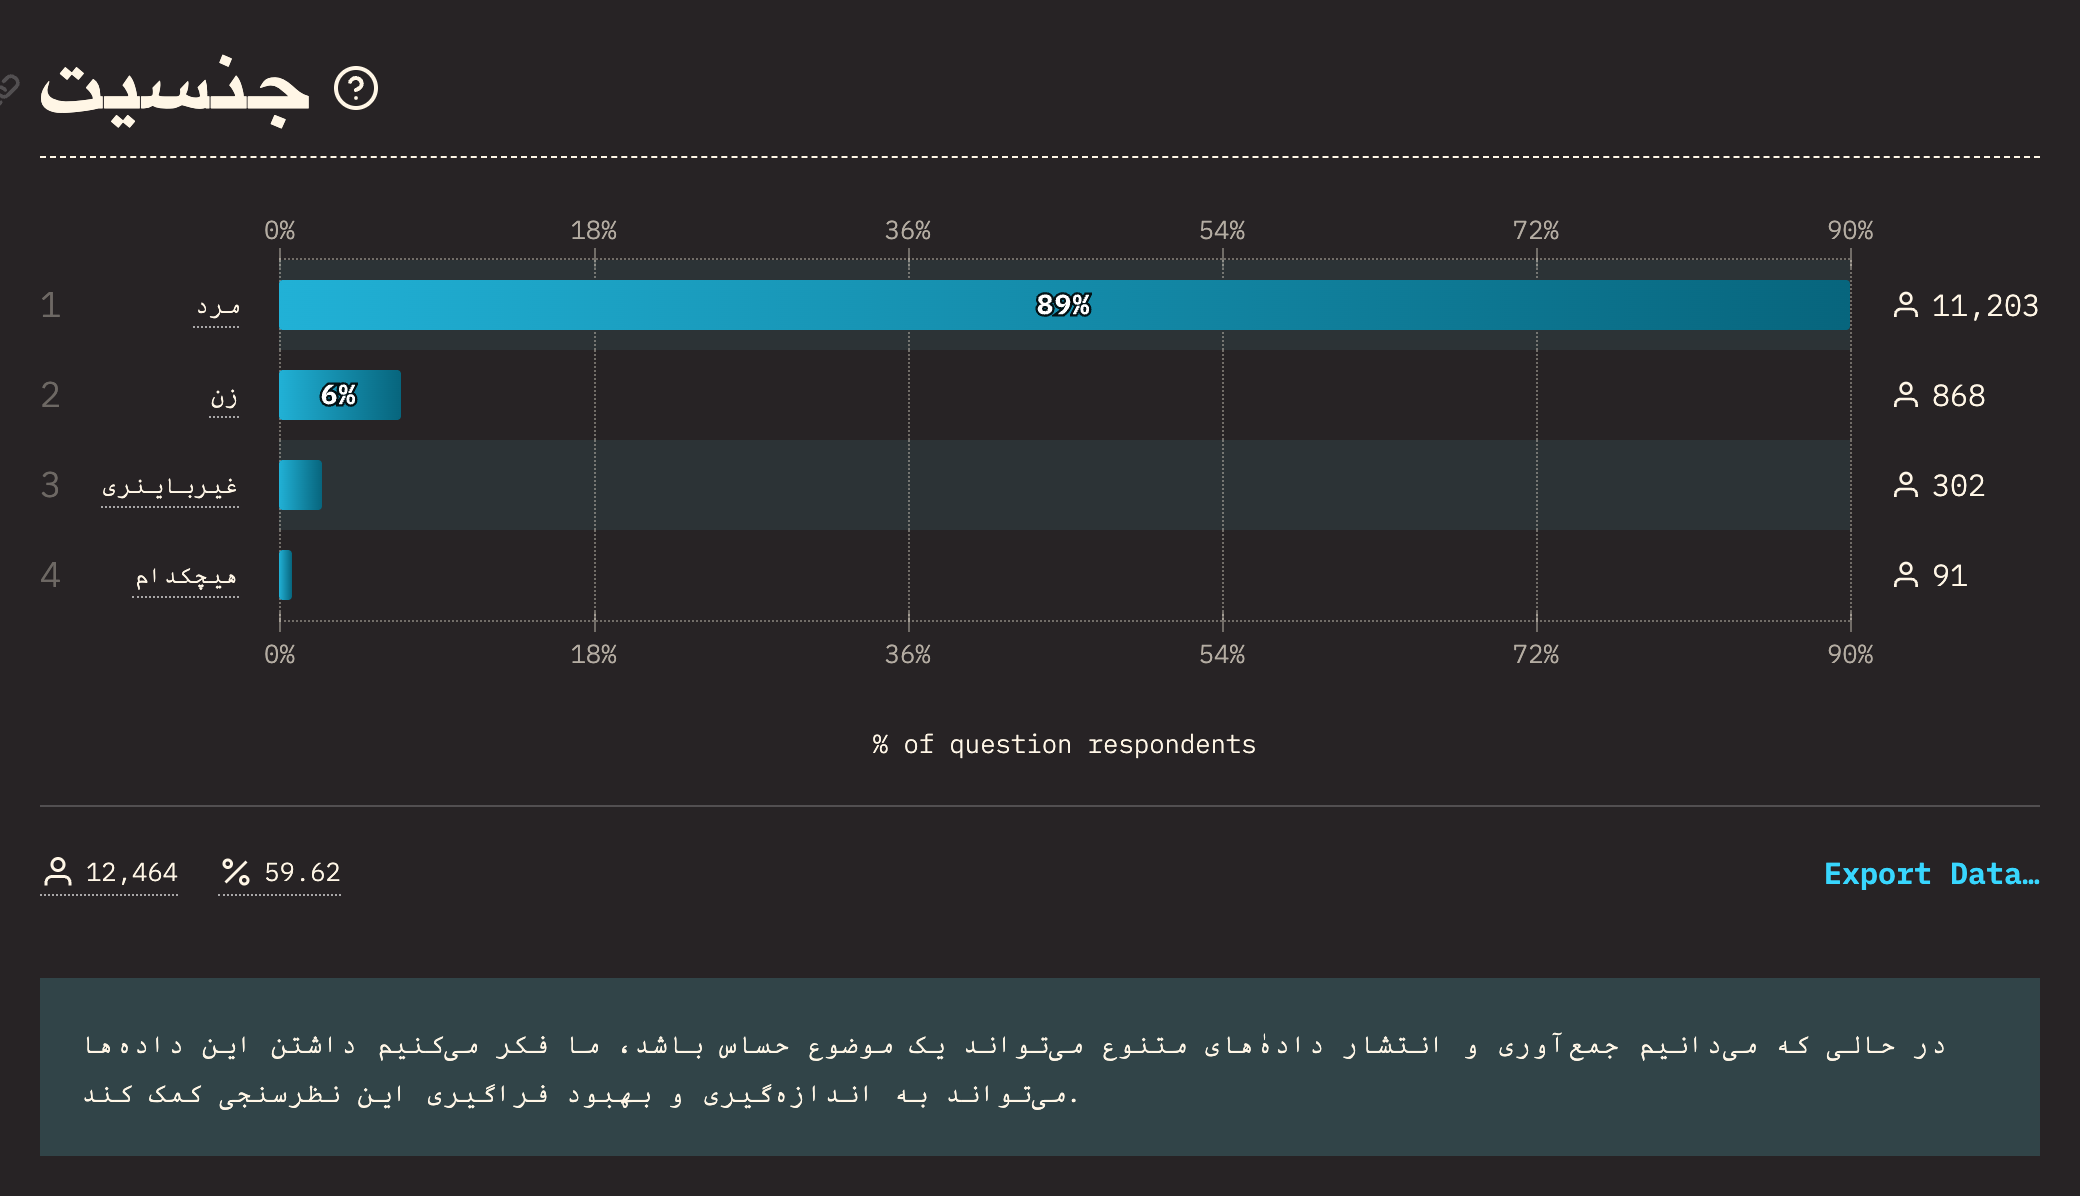 جنسیت
0% 18% 36% 54% 72% 90%
1 مرد 89% 11,203
2 زن 6% 868
3 غیرباینری 302
4 هیچکدام 91
0% 18% 36% 54% 72% 90%
% of question respondents
12,464 % 59.62 Export Data…
در حالی که می‌دانیم جمع‌آوری و انتشار دادهٔ‌های متنوع می‌تواند یک موضوع حساس باشد، ما فکر می‌کنیم داشتن این داده‌ها
می‌تواند به اندازه‌گیری و بهبود فراگیری این نظرسنجی کمک کند.